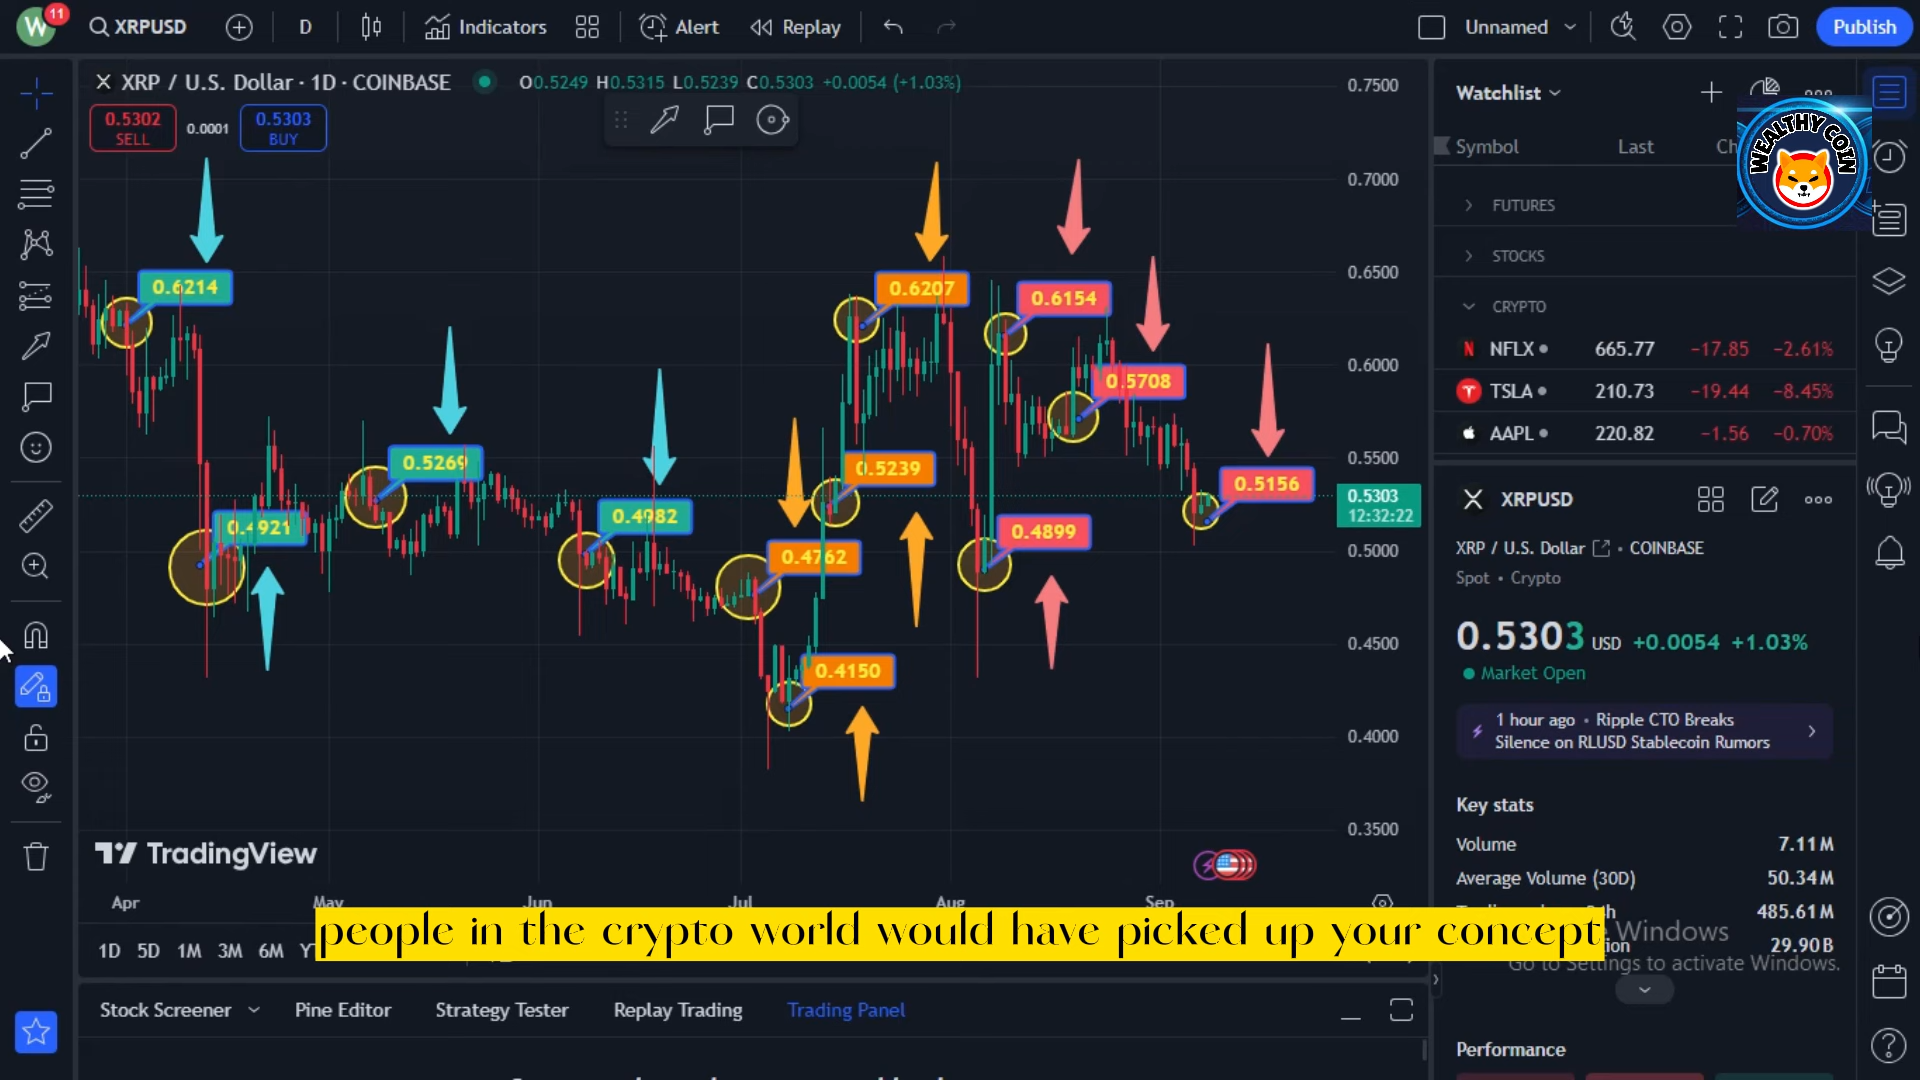 W
11
XRPUSD
D
Indicators
Alert
Replay
Unnamed
Publish
XRP / U.S. Dollar · 1D · COINBASE
O0.5249 H0.5315 L0.5239 C0.5303 +0.0054 (+1.03%)
0.5302
SELL
0.0001
0.5303
BUY
0.7500
0.7000
0.6500
0.6000
0.5500
0.5303
12:32:22
0.5000
0.4500
0.4000
0.3500
0.6214
0.4921
0.5269
0.4982
0.4762
0.4150
0.5239
0.6207
0.6154
0.4899
0.5708
0.5156
TradingView
Apr
May
Jun
Jul
Aug
Sep
people in the crypto world would have picked up your concept
1D 5D 1M 3M 6M
Stock Screener
Pine Editor
Strategy Tester
Replay Trading
Trading Panel
Watchlist
WEALTHY COIN
Symbol Last
FUTURES
STOCKS
CRYPTO
NFLX 665.77 −17.85 −2.61%
TSLA 210.73 −19.44 −8.45%
AAPL 220.82 −1.56 −0.70%
XRPUSD
XRP / U.S. Dollar · COINBASE
Spot · Crypto
0.5303 USD +0.0054 +1.03%
Market Open
1 hour ago · Ripple CTO Breaks
Silence on RLUSD Stablecoin Rumors
Key stats
Volume 7.11M
Average Volume (30D) 50.34M
485.61M
29.90B
Windows
Go to Settings to activate Windows.
Performance